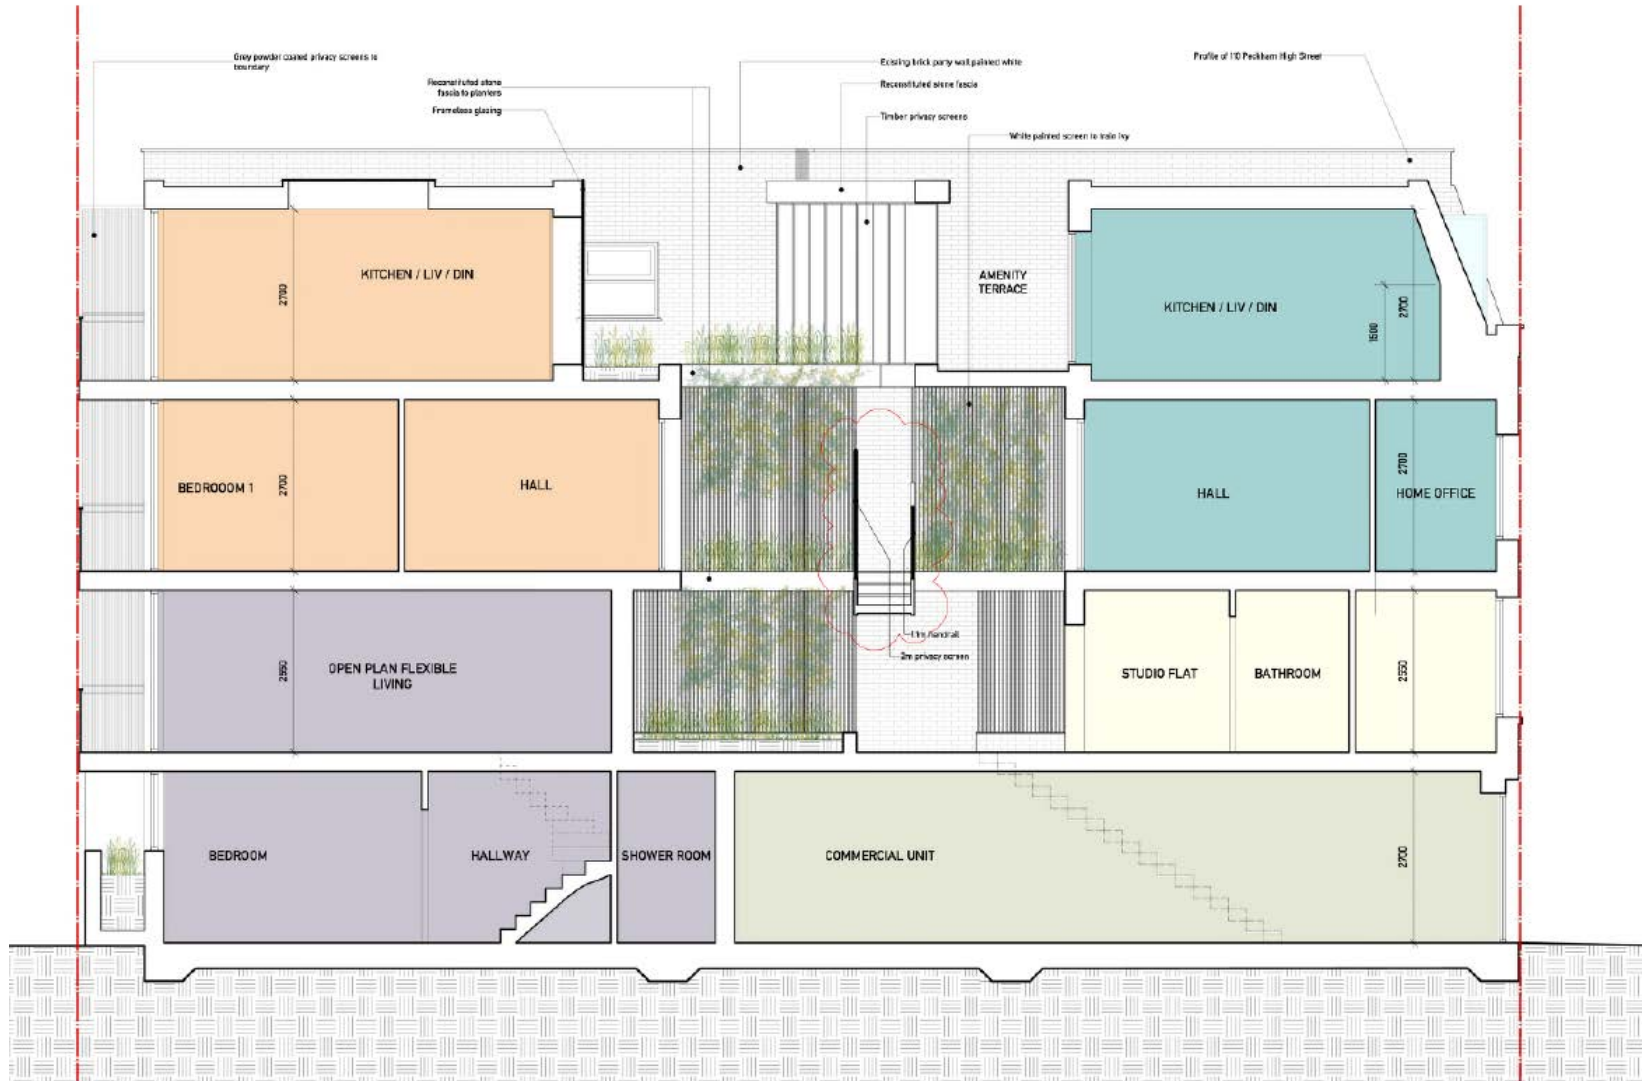 Grey powder coated privacy screens to
boundary
Reconstituted stone
fascia to planters
Frameless glazing
Existing brick party wall painted white
Reconstituted stone fascia
Timber privacy screens
White painted screen to train ivy
Profile of 110 Peckham High Street
KITCHEN / LIV / DIN
2700
AMENITY
TERRACE
KITCHEN / LIV / DIN
1500
2700
BEDROOOM 1
2700
HALL
HALL
2700
HOME OFFICE
OPEN PLAN FLEXIBLE
LIVING
2550
1.1m handrail
2m privacy screen
STUDIO FLAT
BATHROOM
2550
BEDROOM
HALLWAY
SHOWER ROOM
COMMERCIAL UNIT
2700